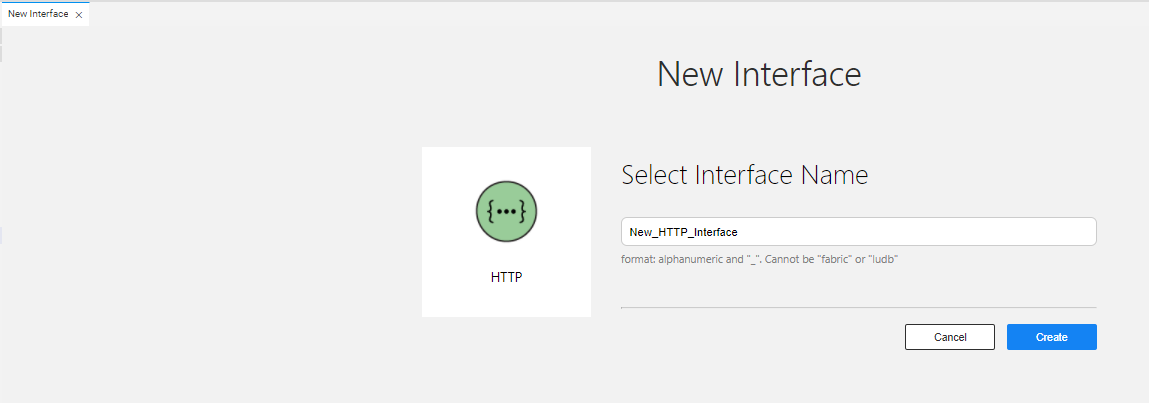 New Interface ×
New Interface
Select Interface Name
{•••}
HTTP
New_HTTP_Interface
format: alphanumeric and "_". Cannot be "fabric" or "ludb"
Cancel
Create